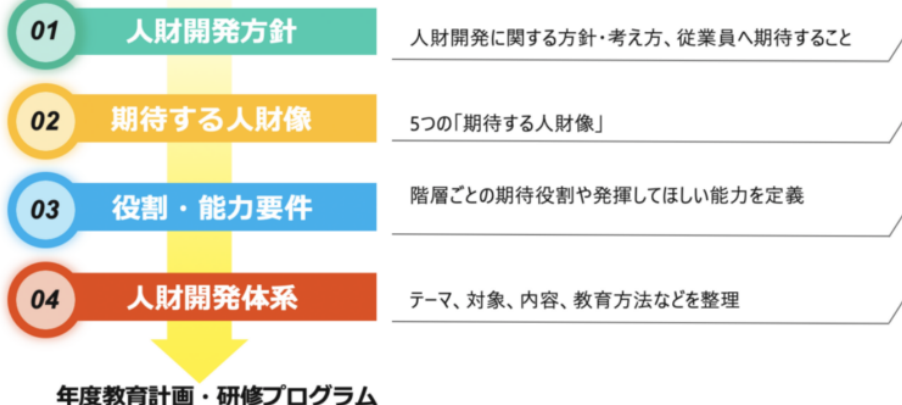 01
人財開発方針
人財開発に関する方針・考え方、従業員へ期待すること
02
期待する人財像
5つの「期待する人財像」
03
役割・能力要件
階層ごとの期待役割や発揮してほしい能力を定義
04
人財開発体系
テーマ、対象、内容、教育方法などを整理
年度教育計画・研修プログラム